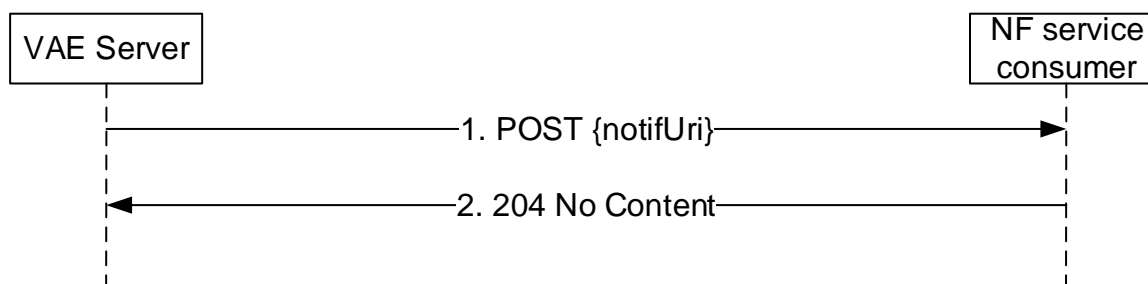 VAE Server
NF service
consumer
1. POST {notifUri}
2. 204 No Content